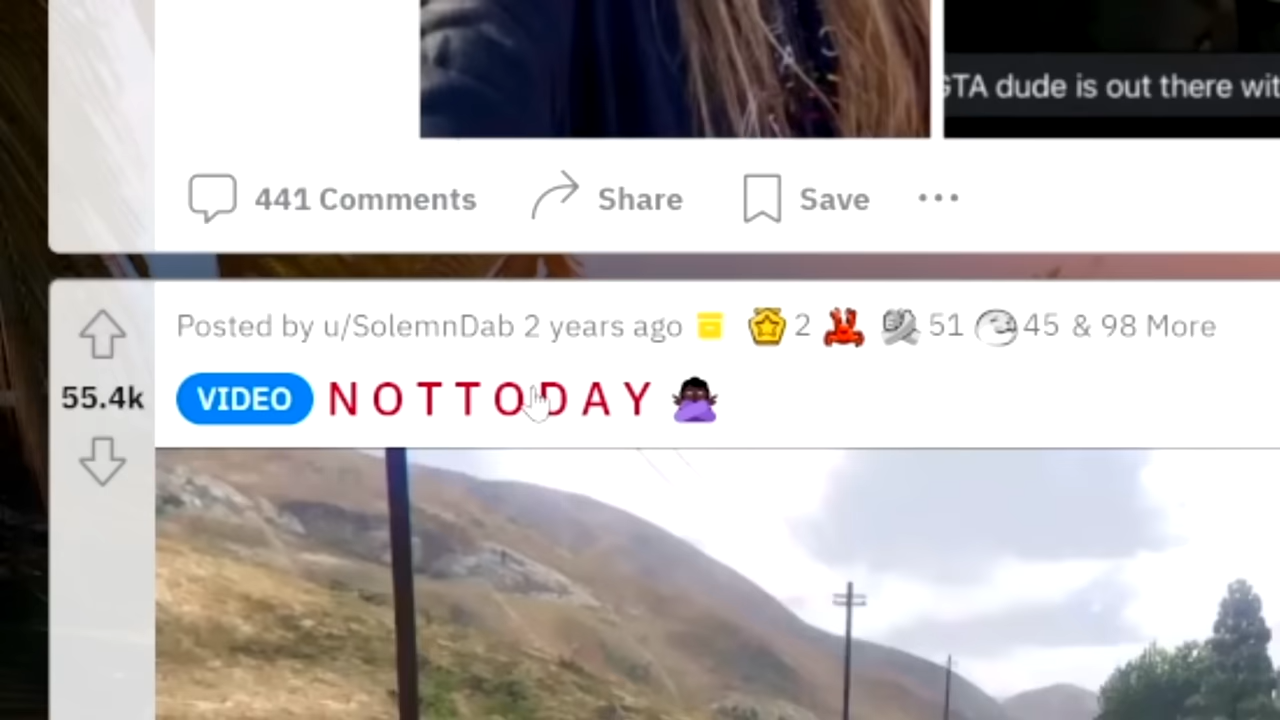 GTA dude is out there wit
441 Comments Share Save
Posted by u/SolemnDab 2 years ago 2 51 45 & 98 More
55.4k
VIDEO N O T T O D A Y 🙅🏿